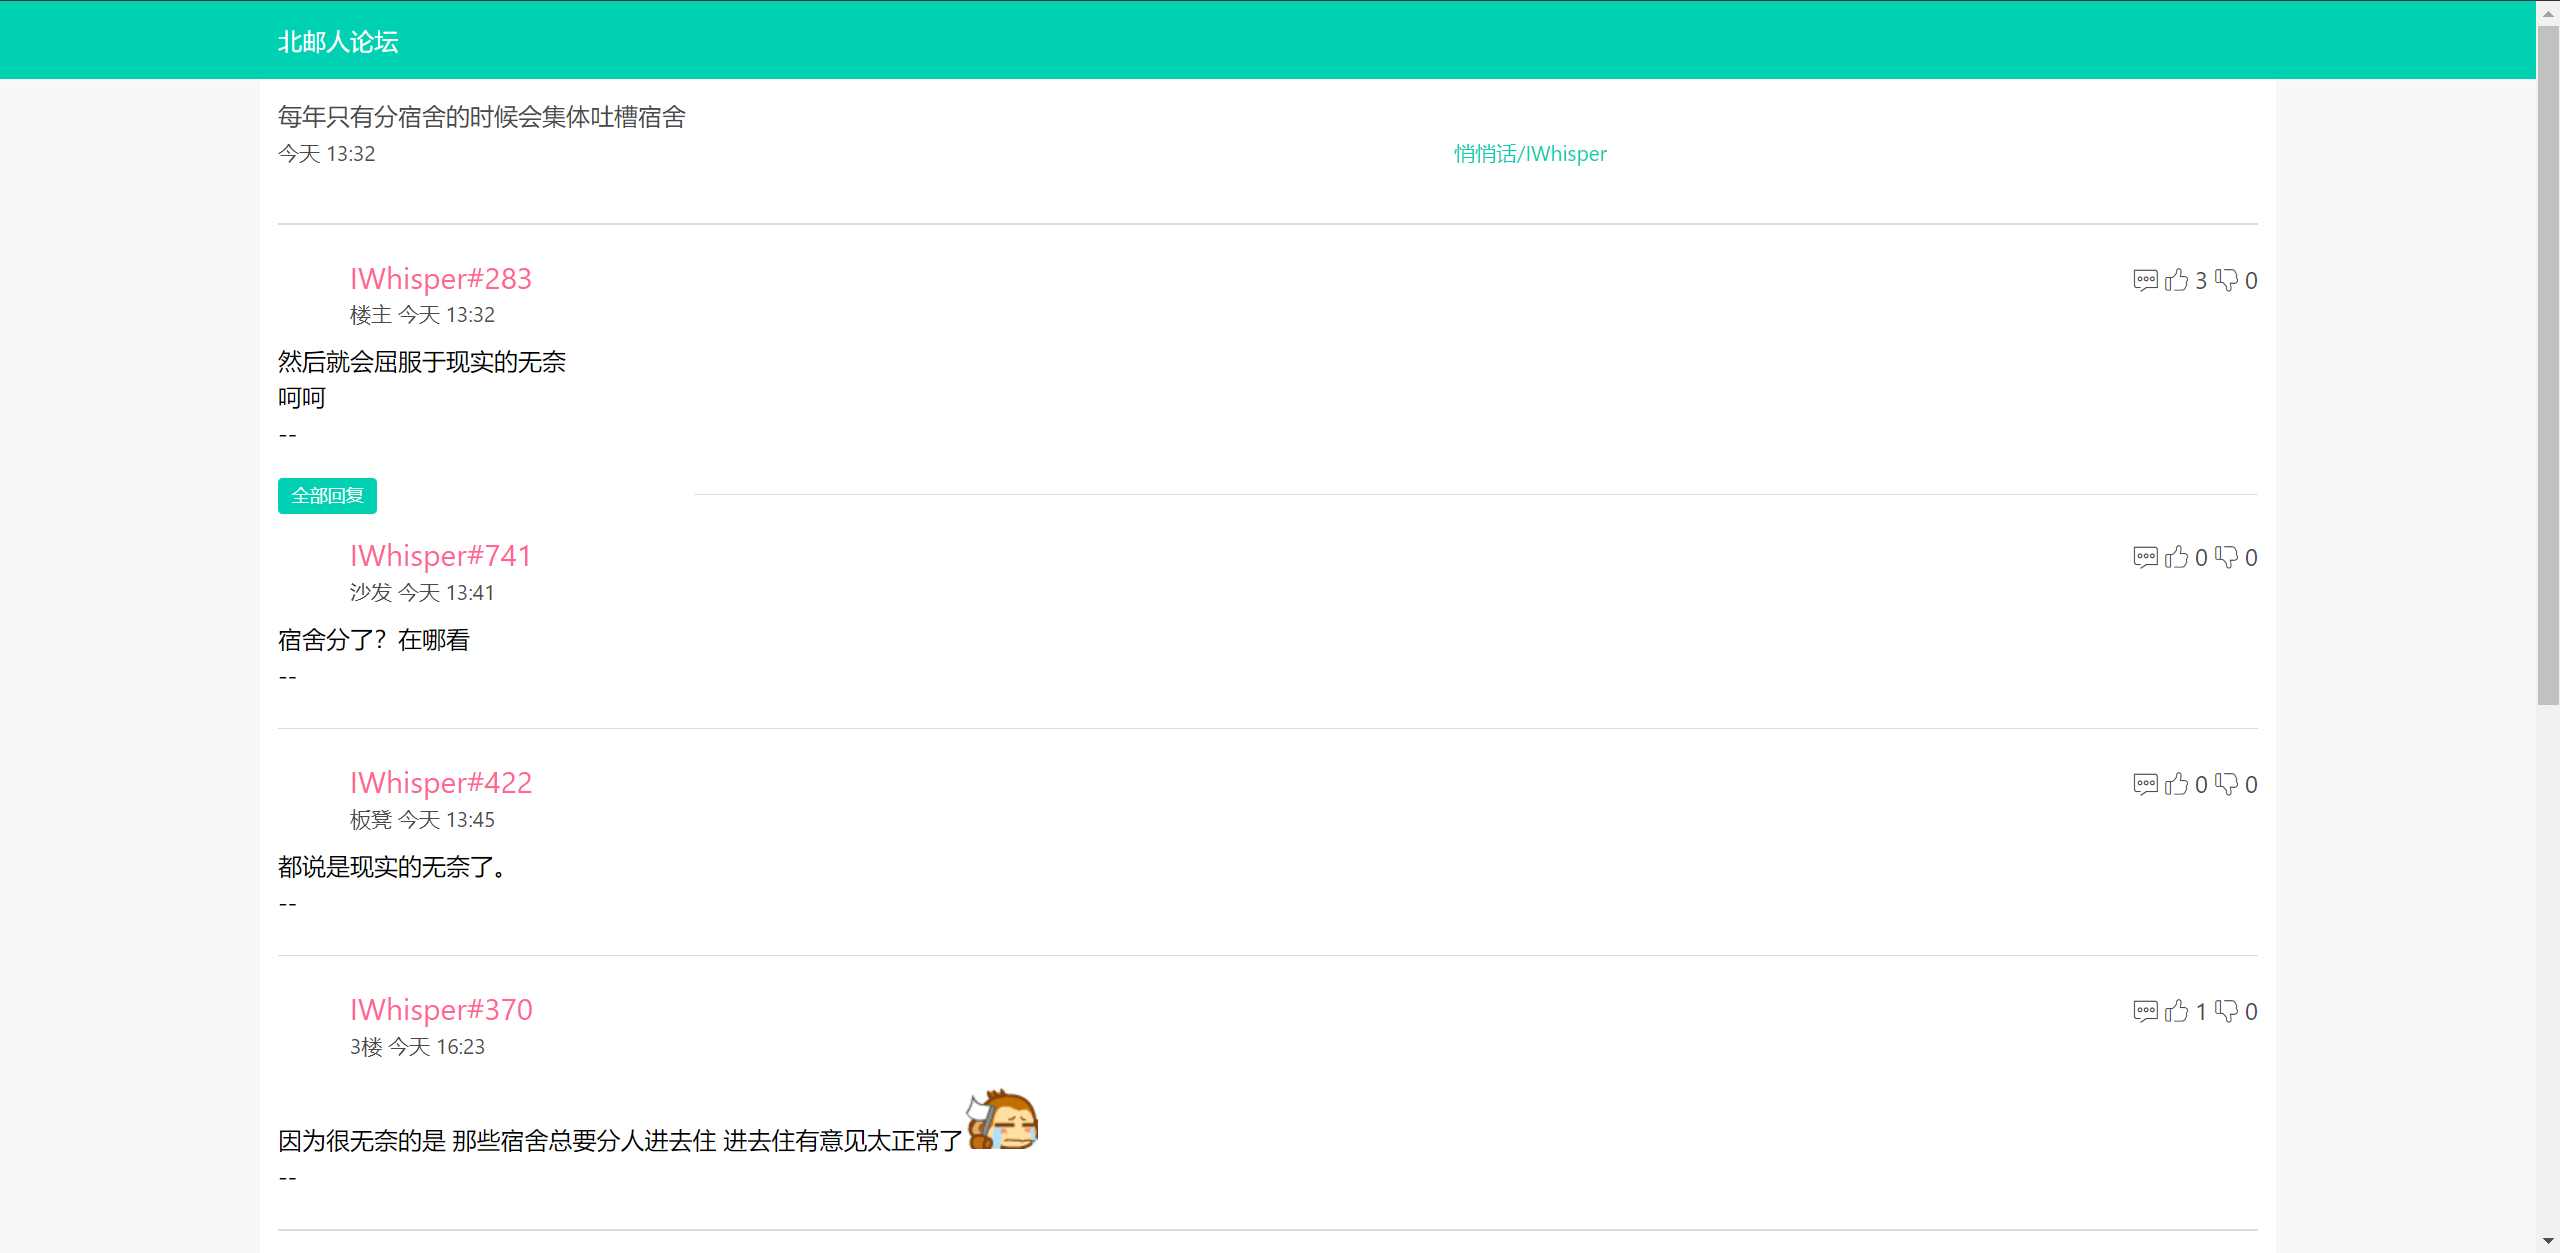 北邮人论坛
每年只有分宿舍的时候会集体吐槽宿舍
今天 13:32
悄悄话/IWhisper
IWhisper#283
3 0
楼主 今天 13:32
然后就会屈服于现实的无奈
呵呵
--
全部回复
IWhisper#741
0 0
沙发 今天 13:41
宿舍分了？在哪看
--
IWhisper#422
0 0
板凳 今天 13:45
都说是现实的无奈了。
--
IWhisper#370
1 0
3楼 今天 16:23
因为很无奈的是 那些宿舍总要分人进去住 进去住有意见太正常了
--